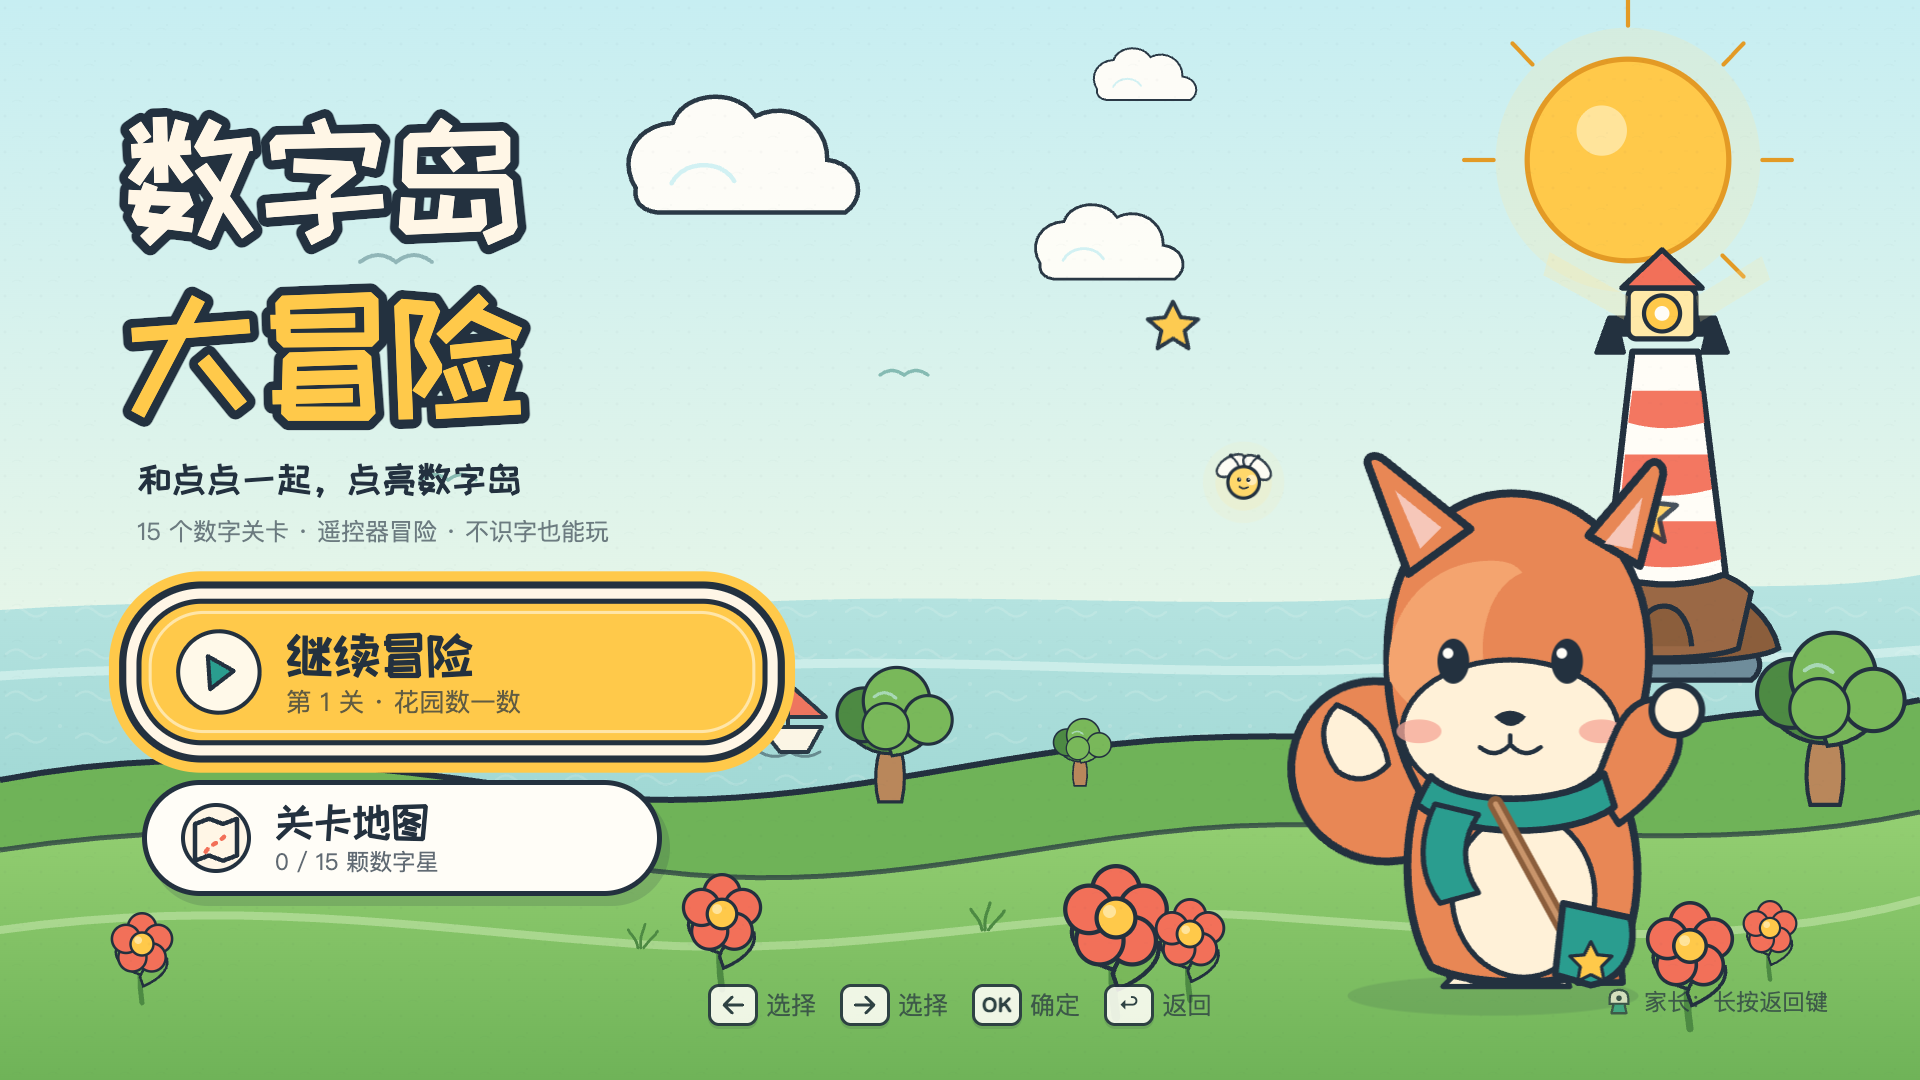 数字岛
大冒险
和点点一起，点亮数字岛
15 个数字关卡 · 遥控器冒险 · 不识字也能玩
继续冒险
第 1 关 · 花园数一数
关卡地图
0 / 15 颗数字星
← 选择 → 选择 OK 确定 ↩ 返回
家长：长按返回键